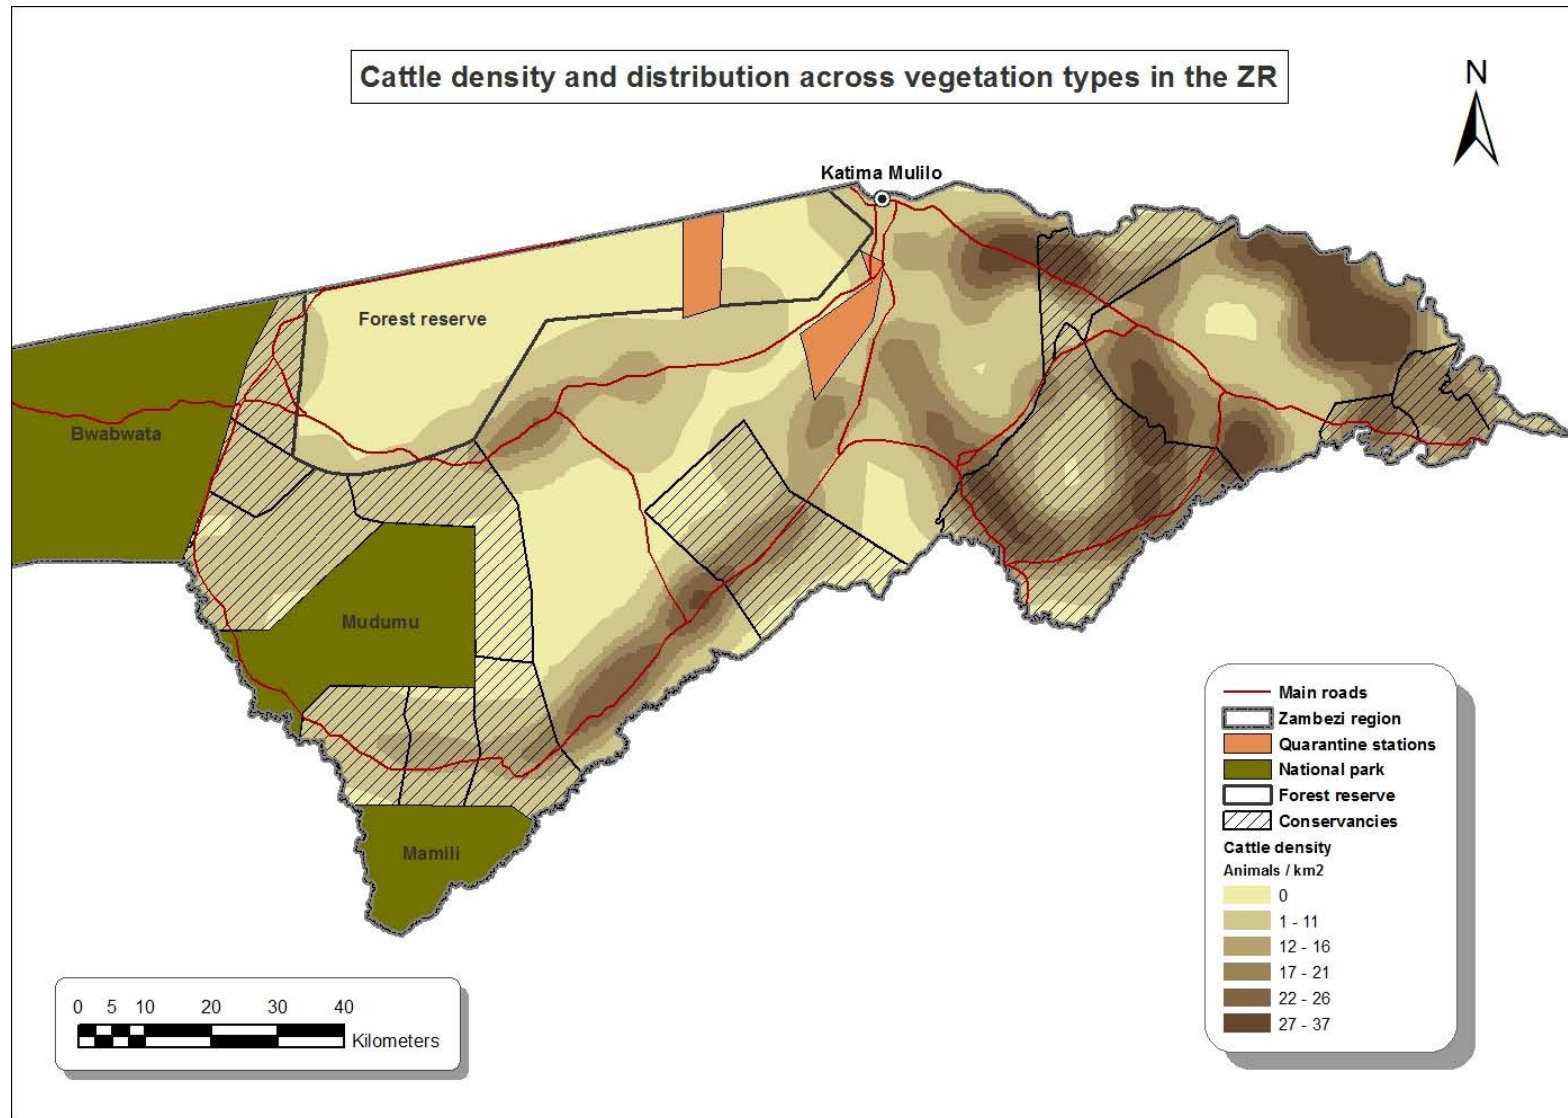 Cattle density and distribution across vegetation types in the ZR
N
Katima Mulilo
Forest reserve
Bwabwata
Mudumu
Mamili
Main roads
Zambezi region
Quarantine stations
National park
Forest reserve
Conservancies
Cattle density
Animals / km2
0
1 - 11
12 - 16
17 - 21
22 - 26
27 - 37
0 5 10 20 30 40
Kilometers